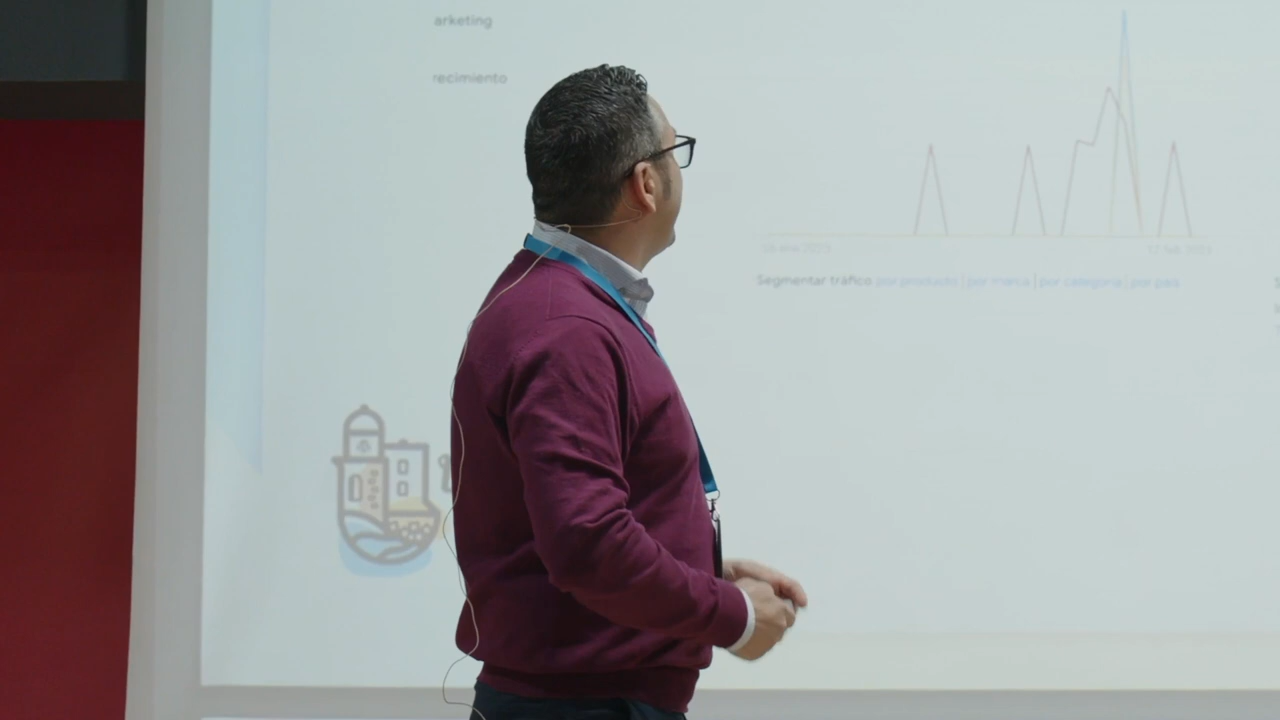 arketing
recimiento
Segmentar tráfico por producto | por marca | por categoría | por país